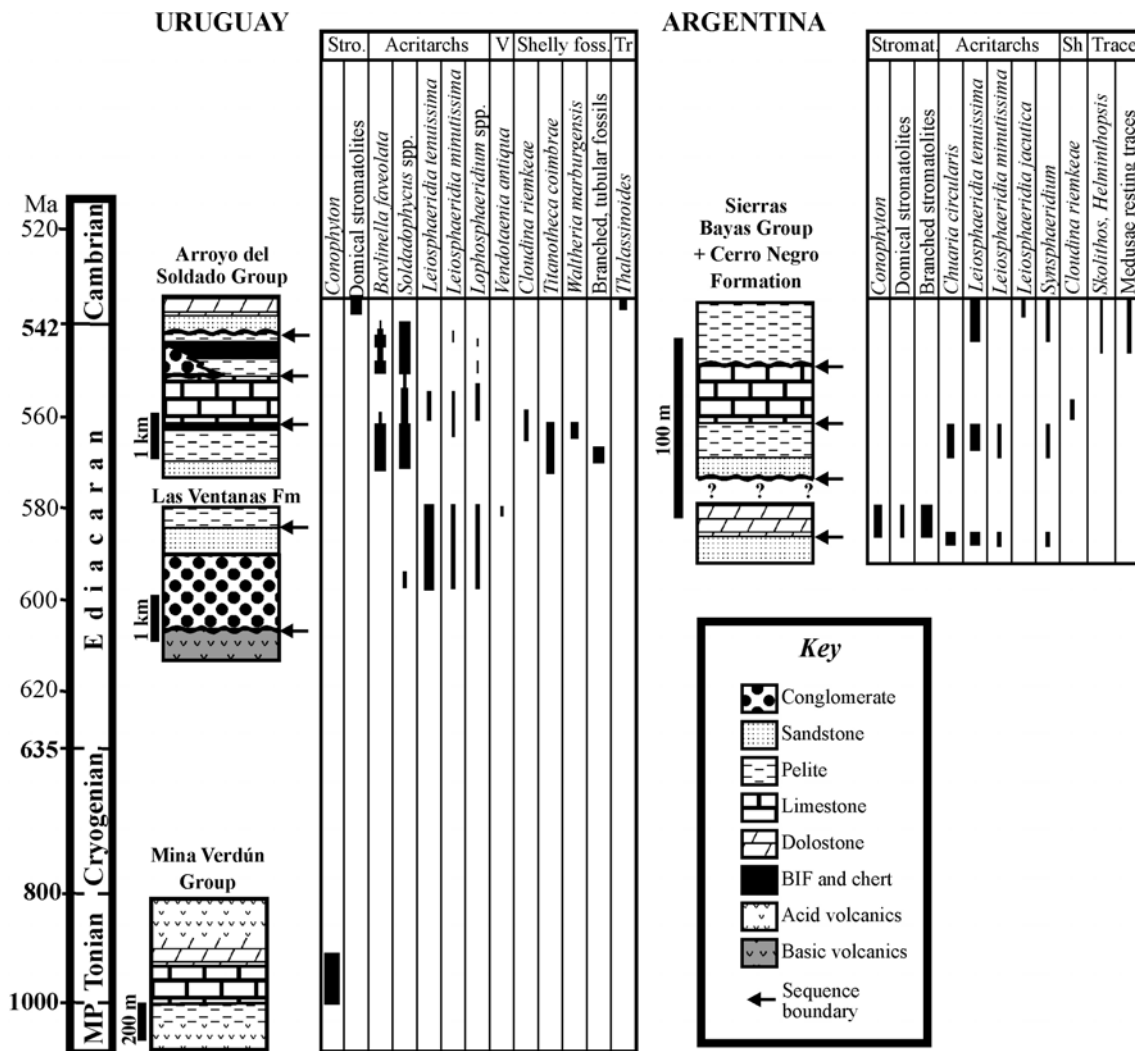 URUGUAY
ARGENTINA
Stro.
Acritarchs
V
Shelly foss.
Tr
Conophyton
Domical stromatolites
Bavlinella faveolata
Soldadophycus spp.
Leiosphaeridia tenuissima
Leiospheridia minutissima
Lophosphaeridium spp.
Vendotaenia antiqua
Cloudina riemkeae
Titanotheca coimbrae
Waltheria marburgensis
Branched, tubular fossils
Thalassinoides
Stromat.
Acritarchs
Sh
Trace
Conophyton
Domical stromatolites
Branched stromatolites
Chuaria circularis
Leiosphaeridia tenuissima
Leiosphaeridia minutissima
Leiosphaeridia jacutica
Synsphaeridium
Cloudina riemkeae
Skolithos, Helminthopsis
Medusae resting traces
Ma
520
542
560
580
600
620
635
800
1000
Cambrian
Ediacaran
Cryogenian
Tonian
MP
Arroyo del
Soldado Group
1 km
Las Ventanas Fm
1 km
Mina Verdún
Group
200 m
Sierras
Bayas Group
+ Cerro Negro
Formation
100 m
? ? ?
Key
Conglomerate
Sandstone
Pelite
Limestone
Dolostone
BIF and chert
Acid volcanics
Basic volcanics
Sequence
boundary